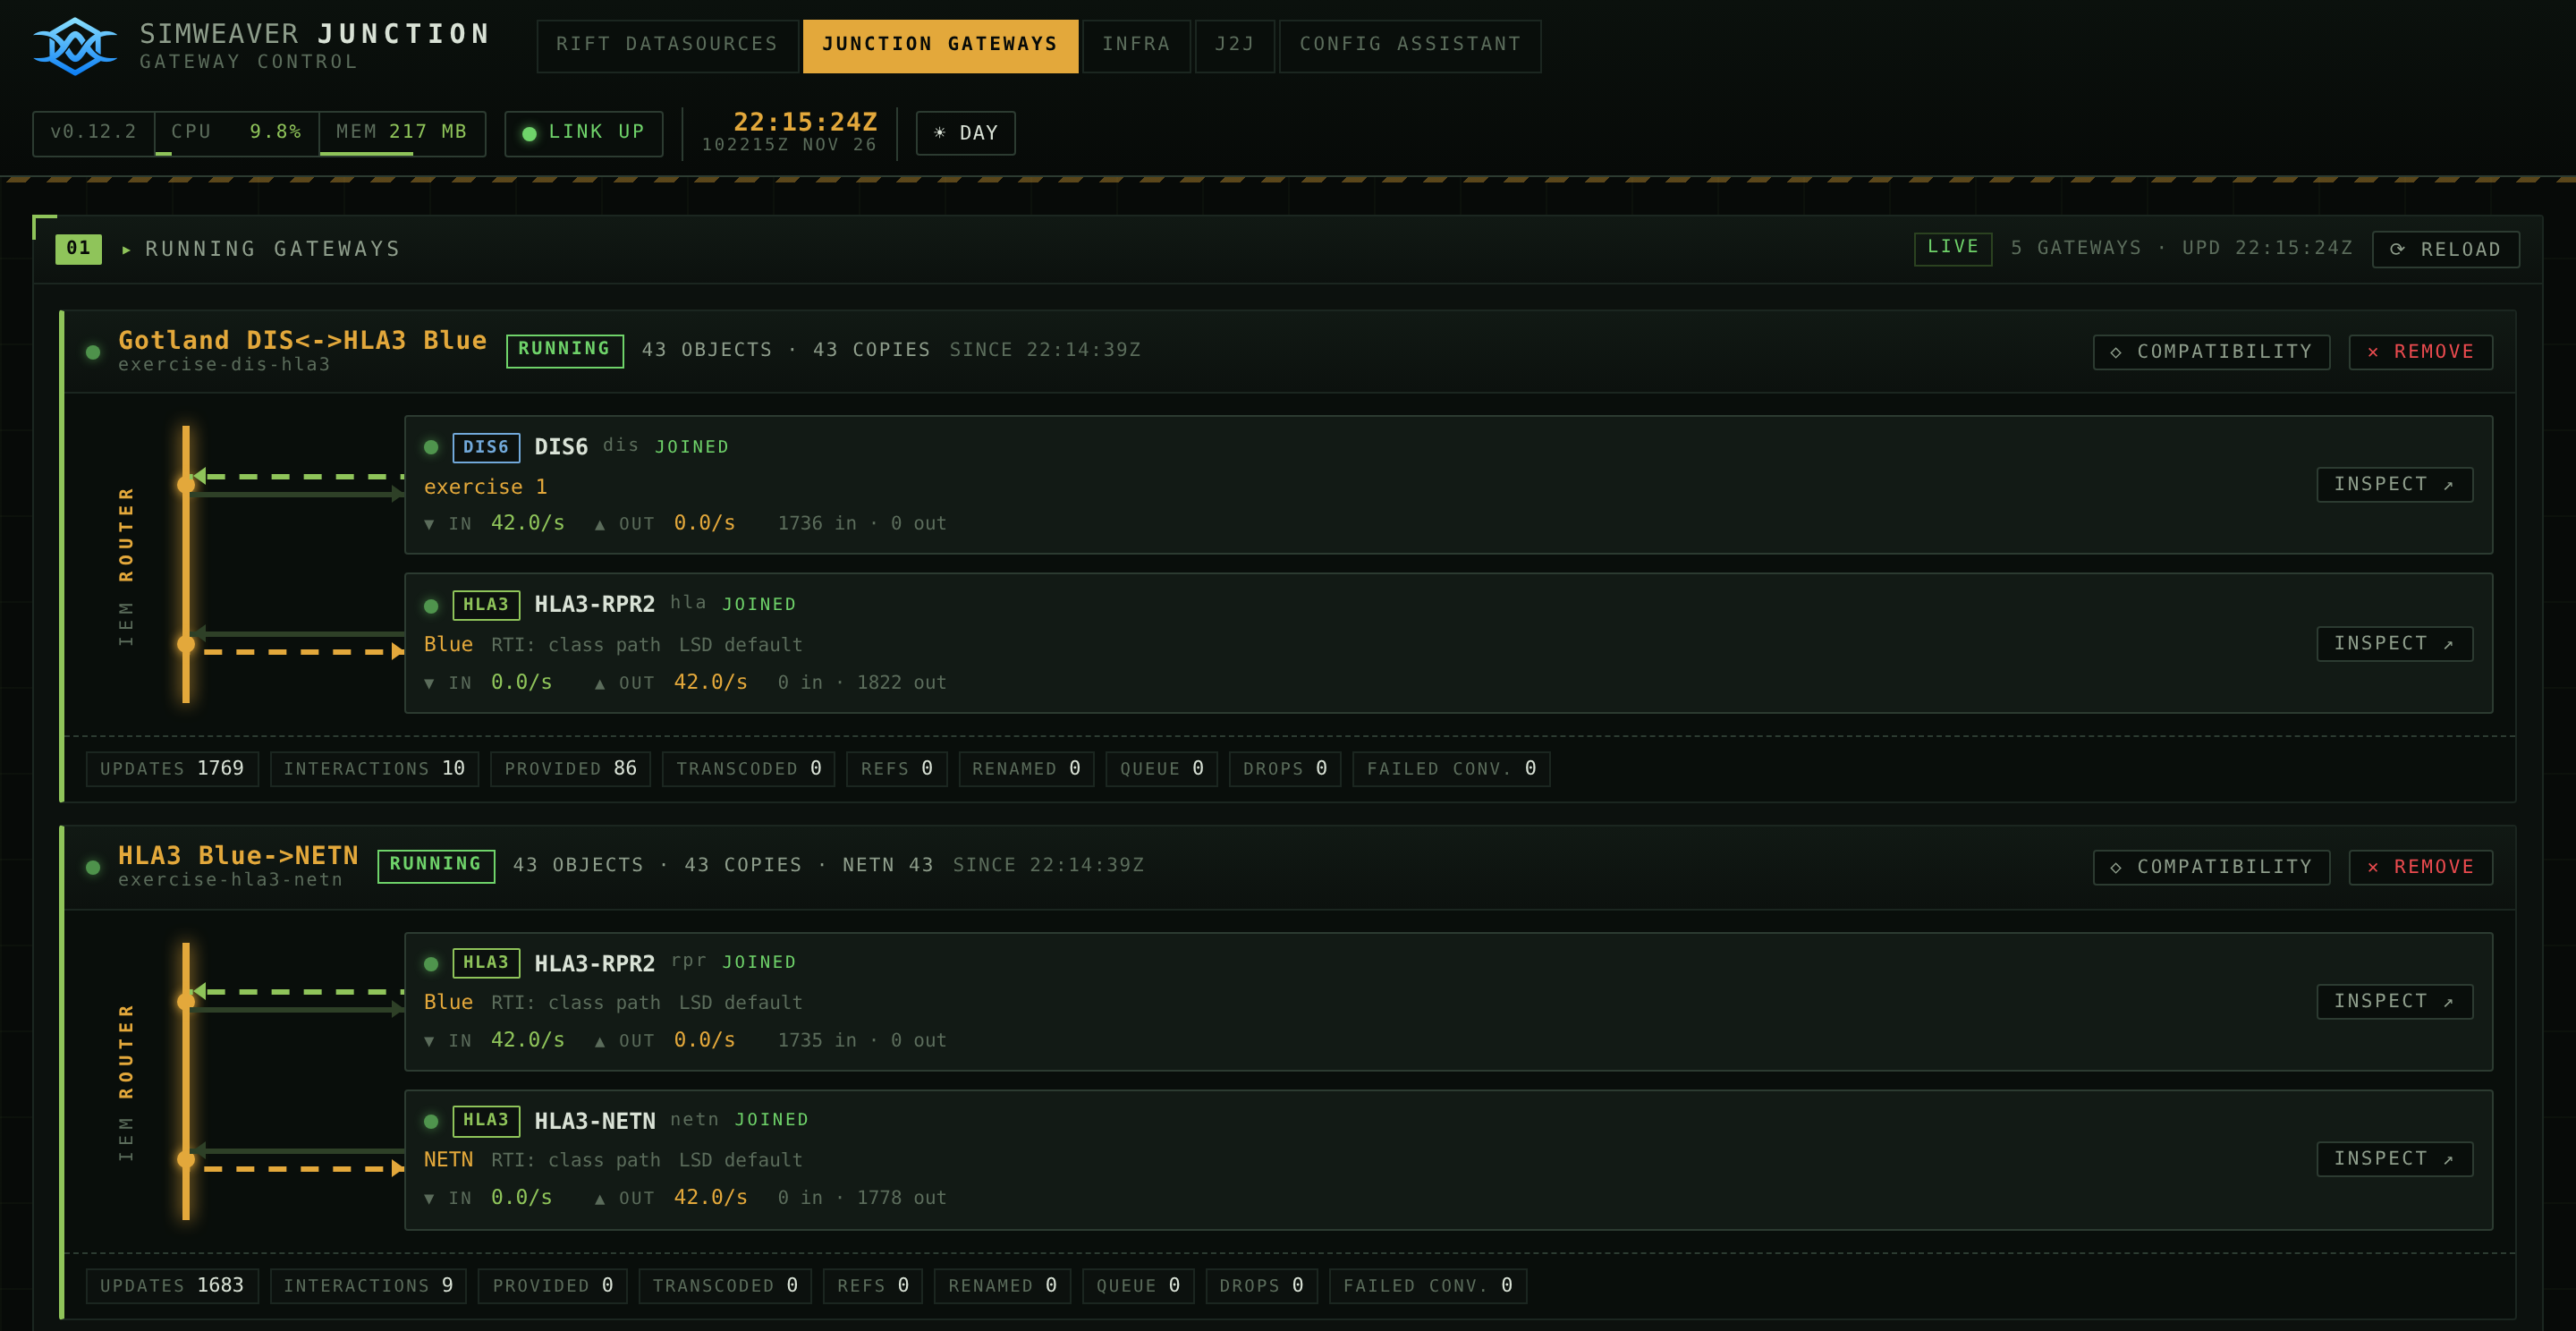 SIMWEAVER JUNCTION
GATEWAY CONTROL
RIFT DATASOURCES
JUNCTION GATEWAYS
INFRA
J2J
CONFIG ASSISTANT
v0.12.2
CPU 9.8%
MEM 217 MB
LINK UP
22:15:24Z
102215Z NOV 26
☀ DAY
01 ▸ RUNNING GATEWAYS
LIVE 5 GATEWAYS · UPD 22:15:24Z ⟳ RELOAD
Gotland DIS<->HLA3 Blue
exercise-dis-hla3
RUNNING 43 OBJECTS · 43 COPIES SINCE 22:14:39Z
◇ COMPATIBILITY × REMOVE
IEM ROUTER
DIS6 DIS6 dis JOINED
exercise 1
▼ IN 42.0/s ▲ OUT 0.0/s 1736 in · 0 out
INSPECT ↗
HLA3 HLA3-RPR2 hla JOINED
Blue RTI: class path LSD default
▼ IN 0.0/s ▲ OUT 42.0/s 0 in · 1822 out
INSPECT ↗
UPDATES 1769 INTERACTIONS 10 PROVIDED 86 TRANSCODED 0 REFS 0 RENAMED 0 QUEUE 0 DROPS 0 FAILED CONV. 0
HLA3 Blue->NETN
exercise-hla3-netn
RUNNING 43 OBJECTS · 43 COPIES · NETN 43 SINCE 22:14:39Z
◇ COMPATIBILITY × REMOVE
IEM ROUTER
HLA3 HLA3-RPR2 rpr JOINED
Blue RTI: class path LSD default
▼ IN 42.0/s ▲ OUT 0.0/s 1735 in · 0 out
INSPECT ↗
HLA3 HLA3-NETN netn JOINED
NETN RTI: class path LSD default
▼ IN 0.0/s ▲ OUT 42.0/s 0 in · 1778 out
INSPECT ↗
UPDATES 1683 INTERACTIONS 9 PROVIDED 0 TRANSCODED 0 REFS 0 RENAMED 0 QUEUE 0 DROPS 0 FAILED CONV. 0